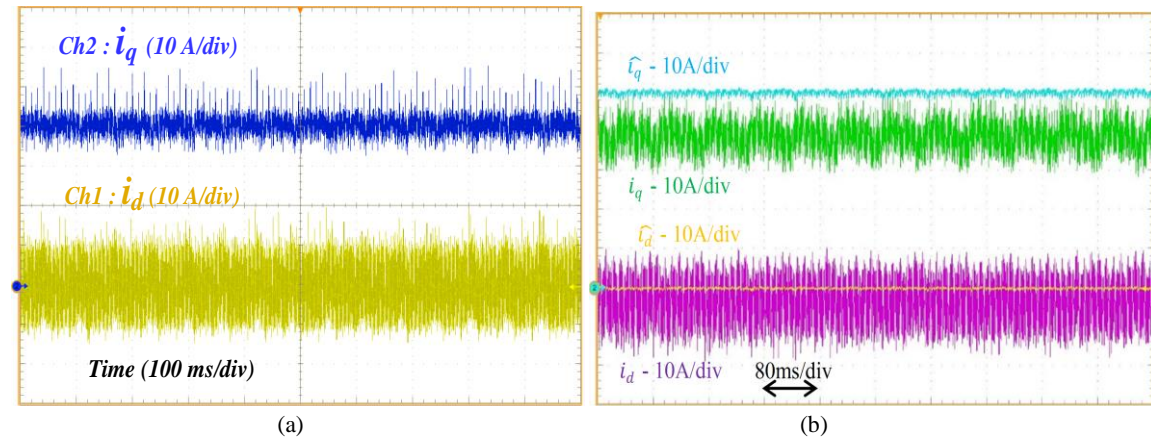 Ch2 : i_q (10 A/div)
Ch1 : i_d (10 A/div)
Time (100 ms/div)
(a)
î_q - 10A/div
i_q - 10A/div
î_d - 10A/div
2
i_d - 10A/div
80ms/div
(b)